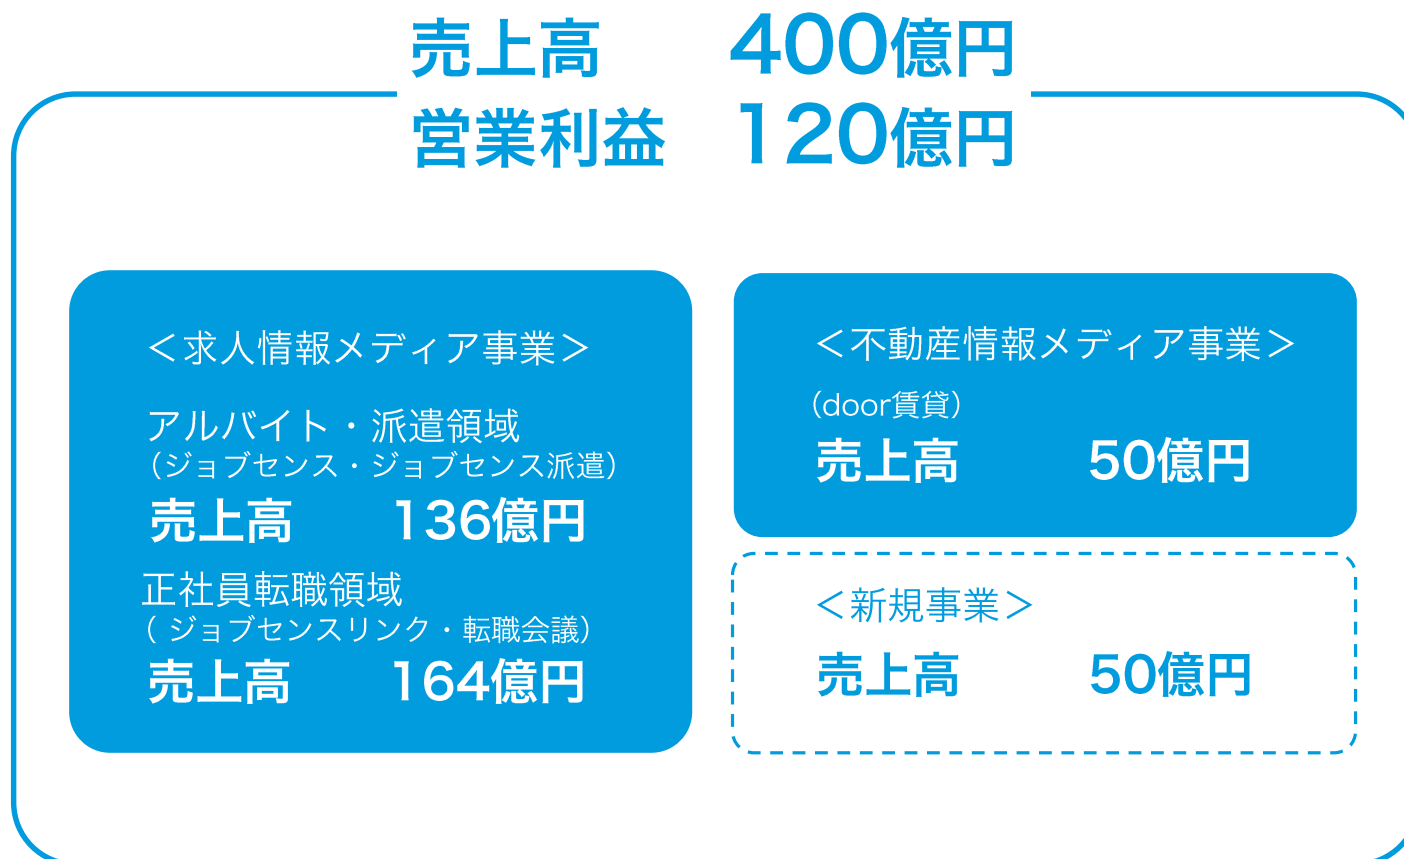 売上高 400億円
営業利益 120億円
＜求人情報メディア事業＞
アルバイト・派遣領域
（ジョブセンス・ジョブセンス派遣）
売上高 136億円
正社員転職領域
（ ジョブセンスリンク・転職会議）
売上高 164億円
＜不動産情報メディア事業＞
（door賃貸）
売上高 50億円
＜新規事業＞
売上高 50億円